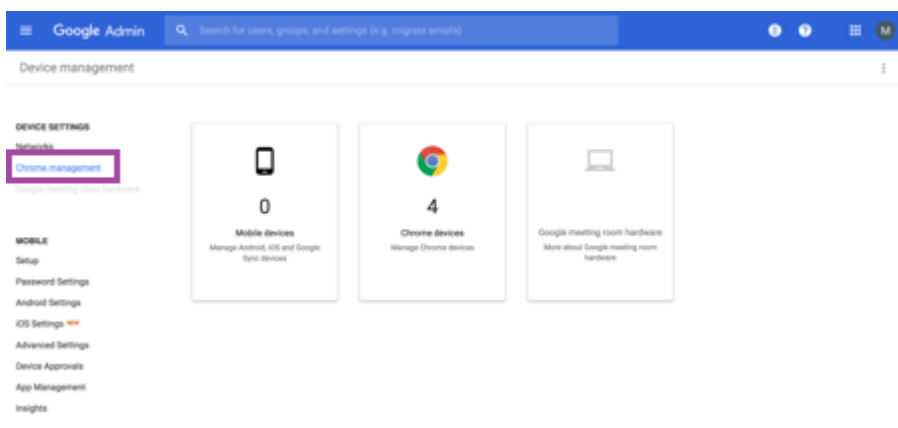 Google Admin
Search for users, groups, and settings (e.g. migrate emails)
M
Device management
DEVICE SETTINGS
Networks
Chrome management
Google meeting room hardware
MOBILE
Setup
Password Settings
Android Settings
iOS Settings NEW
Advanced Settings
Device Approvals
App Management
Insights
0
Mobile devices
Manage Android, iOS and Google
Sync devices
4
Chrome devices
Manage Chrome devices
Google meeting room hardware
More about Google meeting room
hardware